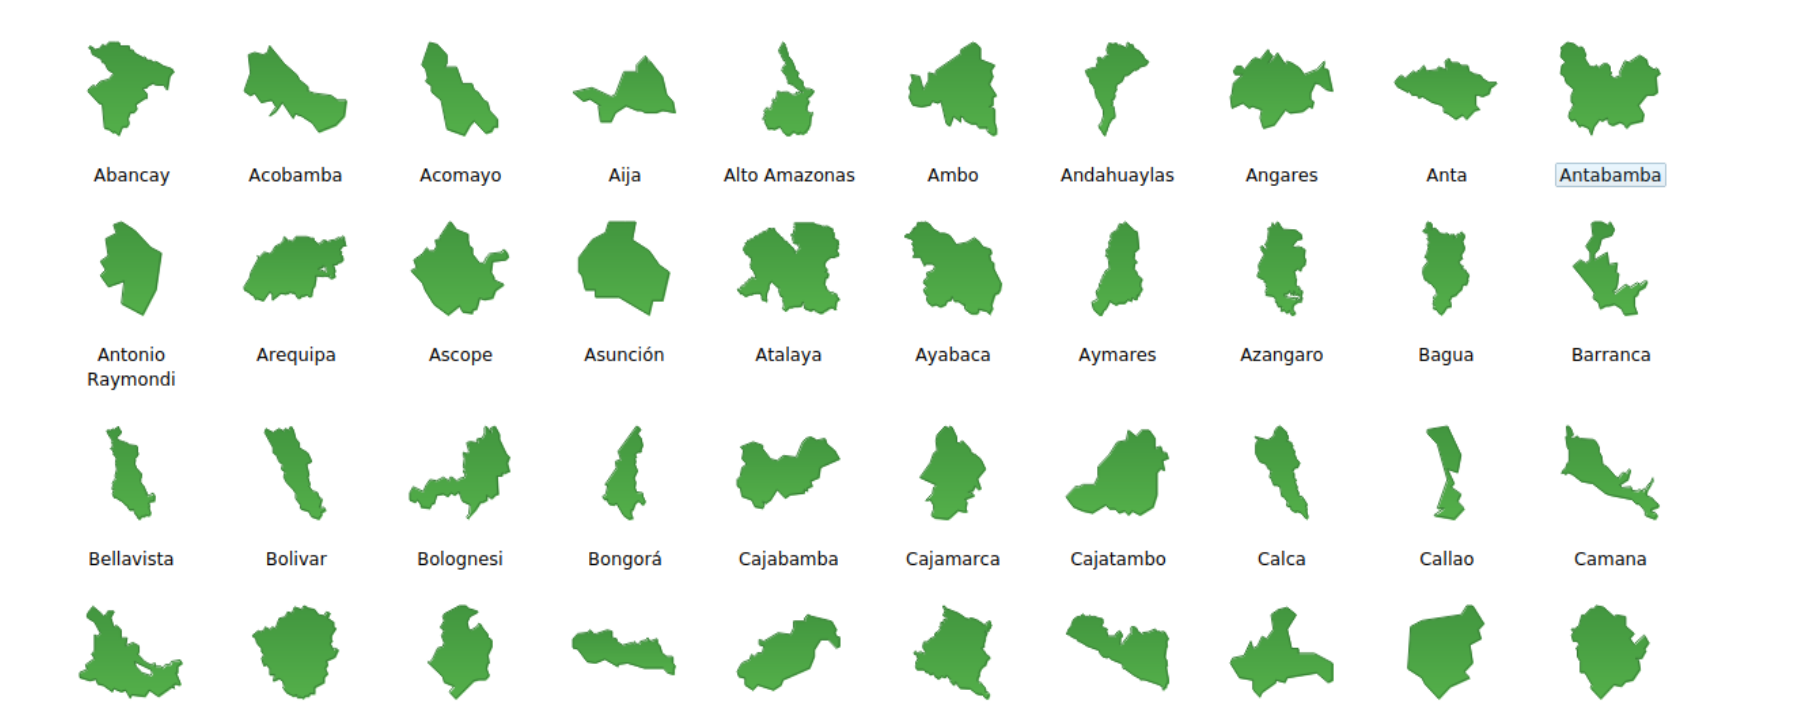 Abancay
Acobamba
Acomayo
Aija
Alto Amazonas
Ambo
Andahuaylas
Angares
Anta
Antabamba
Antonio
Raymondi
Arequipa
Ascope
Asunción
Atalaya
Ayabaca
Aymares
Azangaro
Bagua
Barranca
Bellavista
Bolivar
Bolognesi
Bongorá
Cajabamba
Cajamarca
Cajatambo
Calca
Callao
Camana